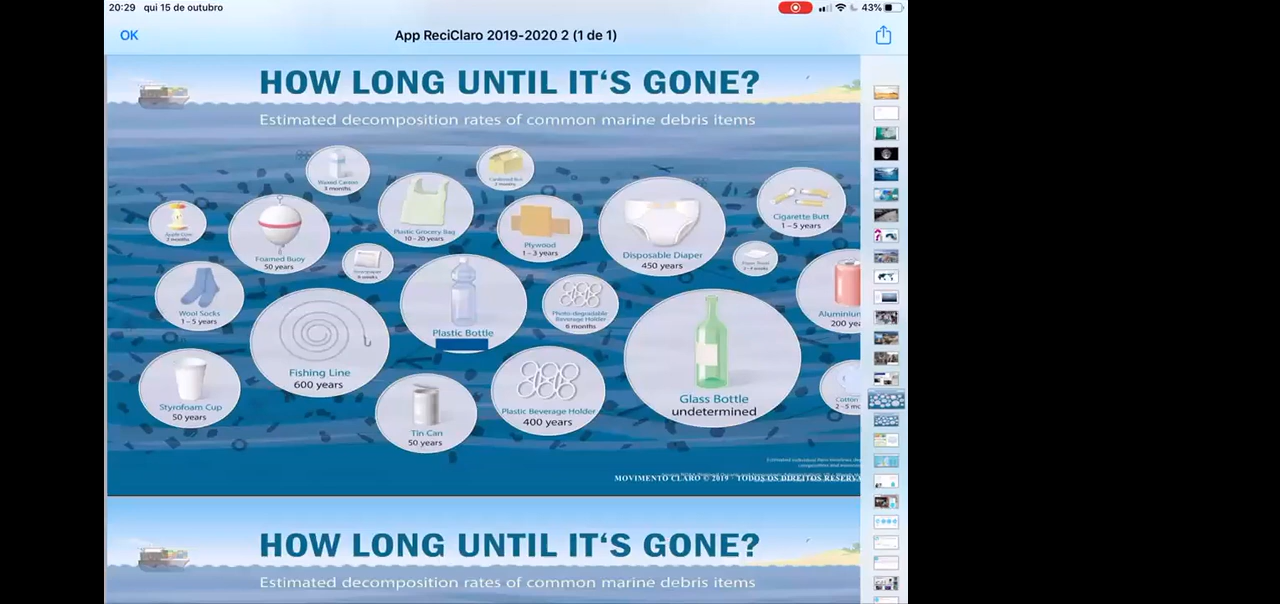 20:29 qui 15 de outubro
43%
OK
App ReciClaro 2019-2020 2 (1 de 1)
HOW LONG UNTIL IT'S GONE?
Estimated decomposition rates of common marine debris items
Waxed Carton
3 months
Cardboard Box
2 months
Apple Core
2 months
Foamed Buoy
50 years
Plastic Grocery Bag
10–20 years
Plywood
1–3 years
Disposable Diaper
450 years
Cigarette Butt
1–5 years
Newspaper
6 weeks
Wool Socks
1–5 years
Plastic Bottle
Photo-degradable
Beverage Holder
6 months
Aluminium
200 yea
Fishing Line
600 years
Glass Bottle
undetermined
Styrofoam Cup
50 years
Tin Can
50 years
Plastic Beverage Holder
400 years
Cotton
2–5 mo
MOVIMENTO CLARO © 2019 TODOS OS DIREITOS RESERVA
HOW LONG UNTIL IT'S GONE?
Estimated decomposition rates of common marine debris items